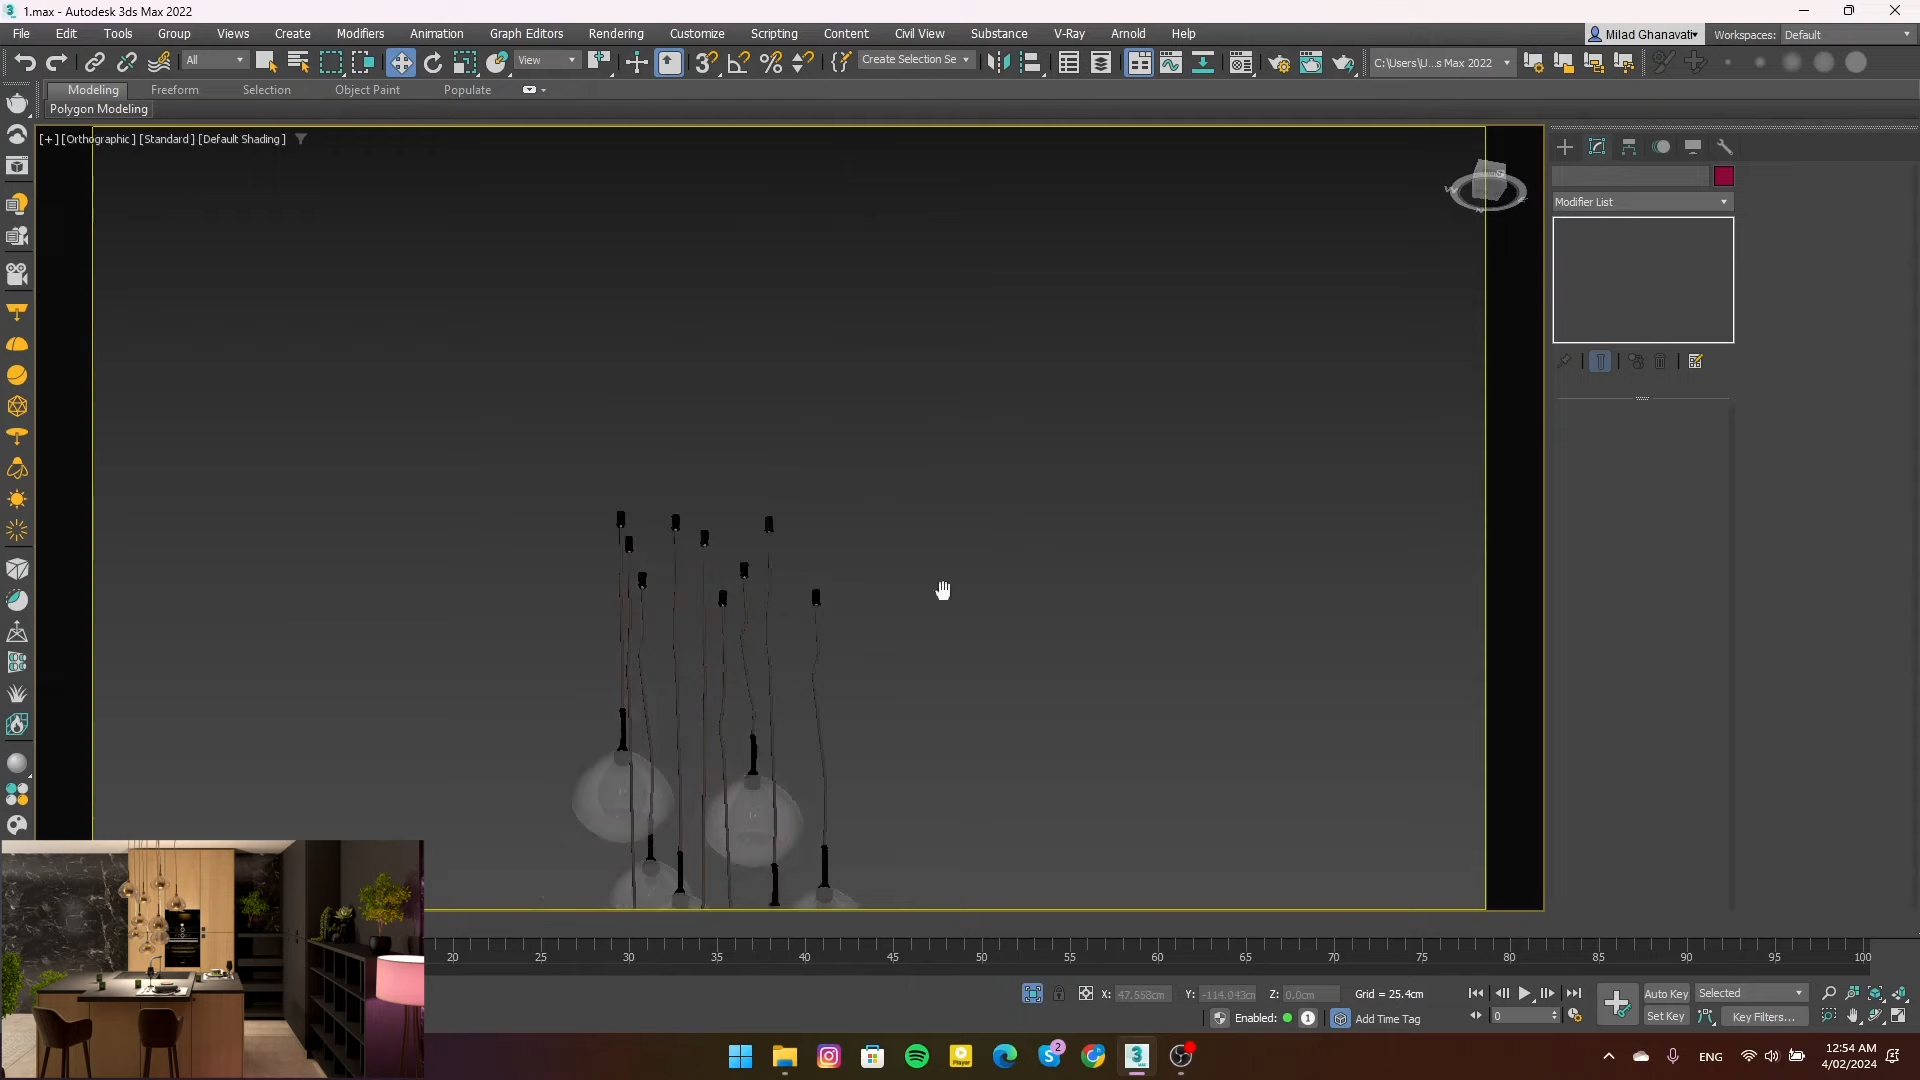 1.max - Autodesk 3ds Max 2022
File Edit Tools Group Views Create Modifiers Animation Graph Editors Rendering Customize Scripting Content Civil View Substance V-Ray Arnold Help
Milad Ghanavati Workspaces: Default
All View Create Selection Se C:\Users\U...s Max 2022
Modeling Freeform Selection Object Paint Populate
Polygon Modeling
[+] [Orthographic] [Standard] [Default Shading]
Modifier List
20 25 30 35 40 45 50 55 60 65 70 75 80 85 90 95 100
X: 47.558cm Y: -114.043cm Z: 0.0cm Grid = 25.4cm Auto Key Selected
Enabled: 1 Add Time Tag 0 Set Key Key Filters...
2 ENG 12:54 AM
4/02/2024